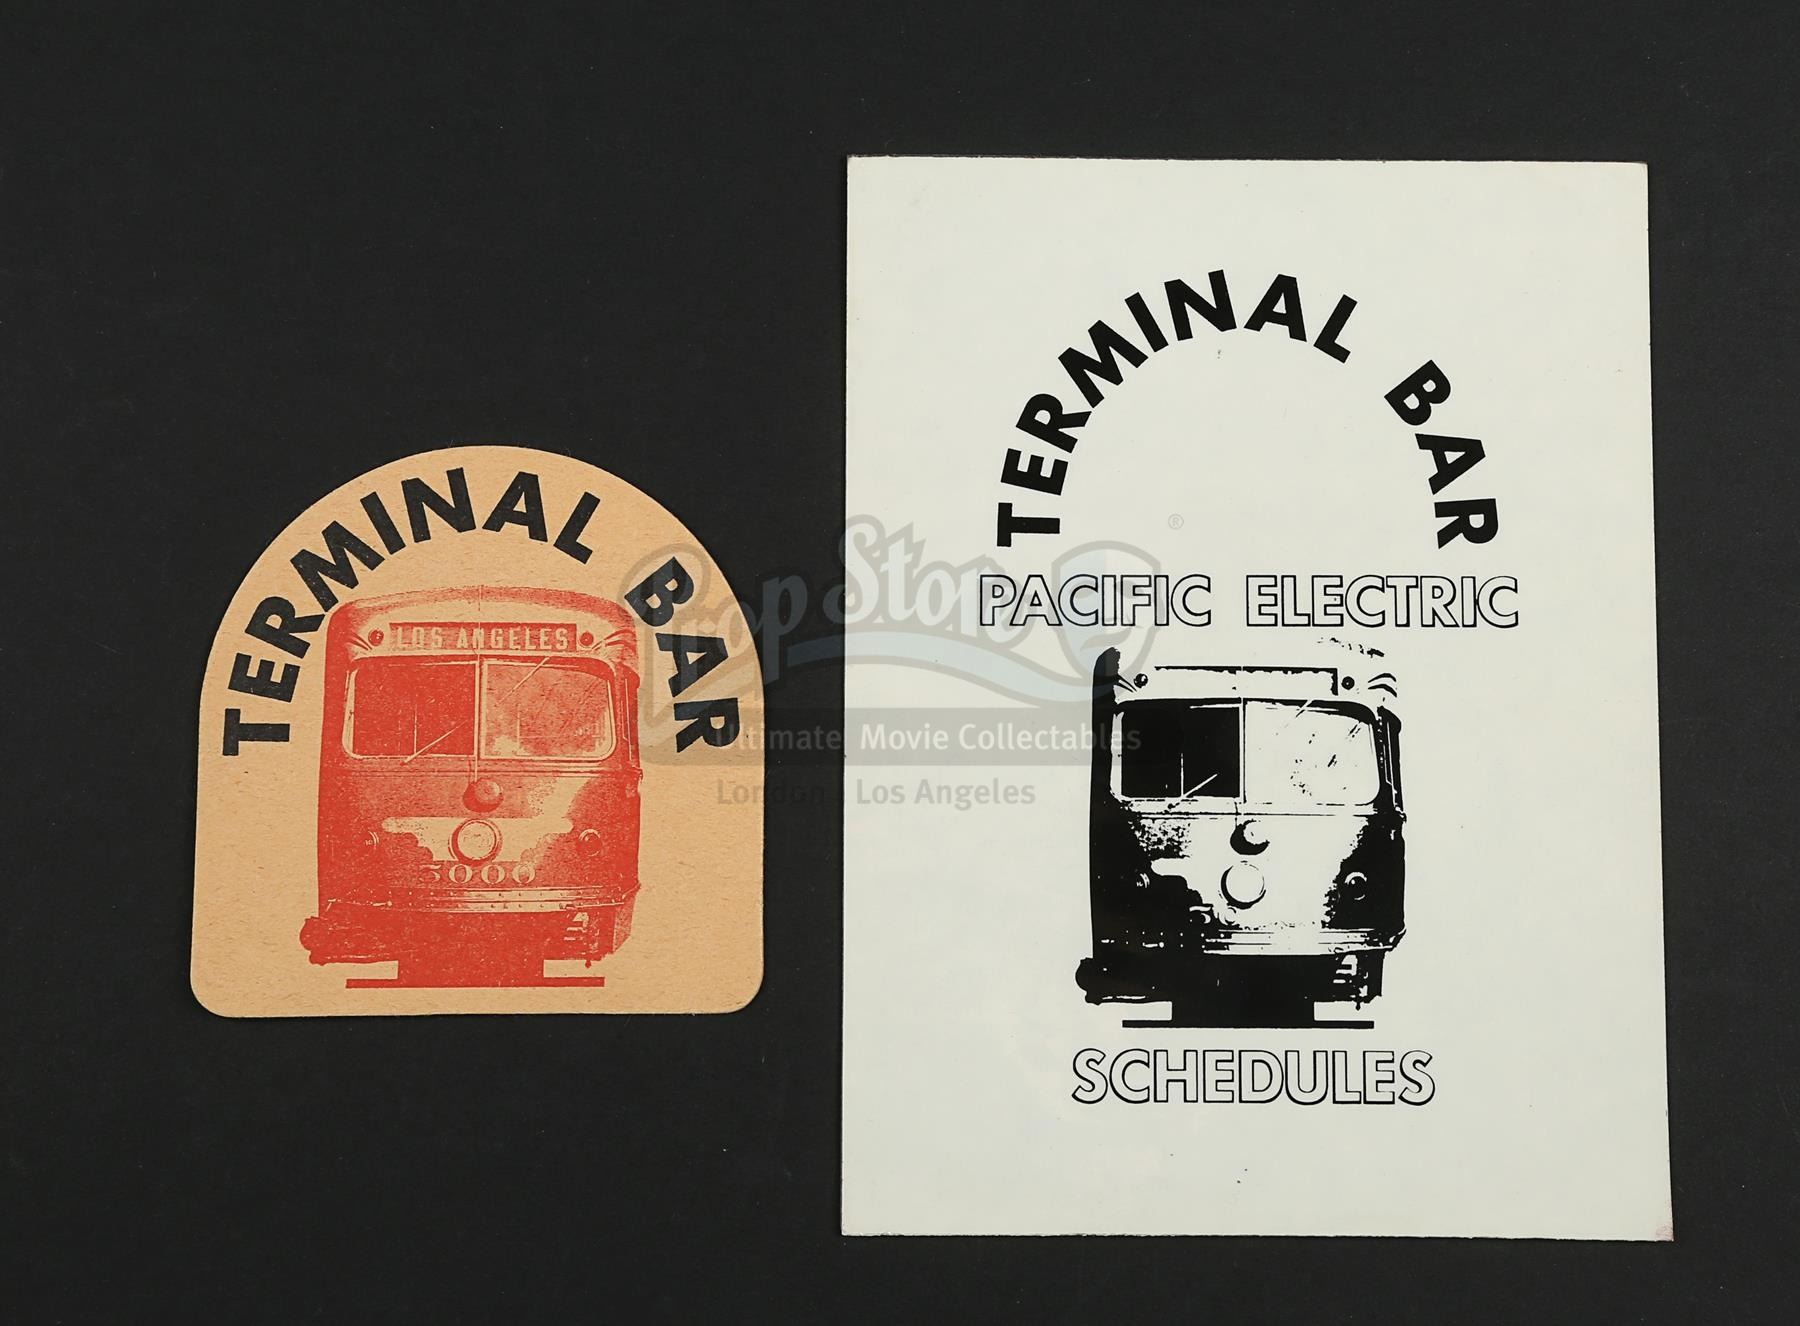 TERMINAL BAR
LOS ANGELES
5000
TERMINAL BAR
PACIFIC ELECTRIC
SCHEDULES
Prop Store
®
Ultimate Movie Collectables
London | Los Angeles